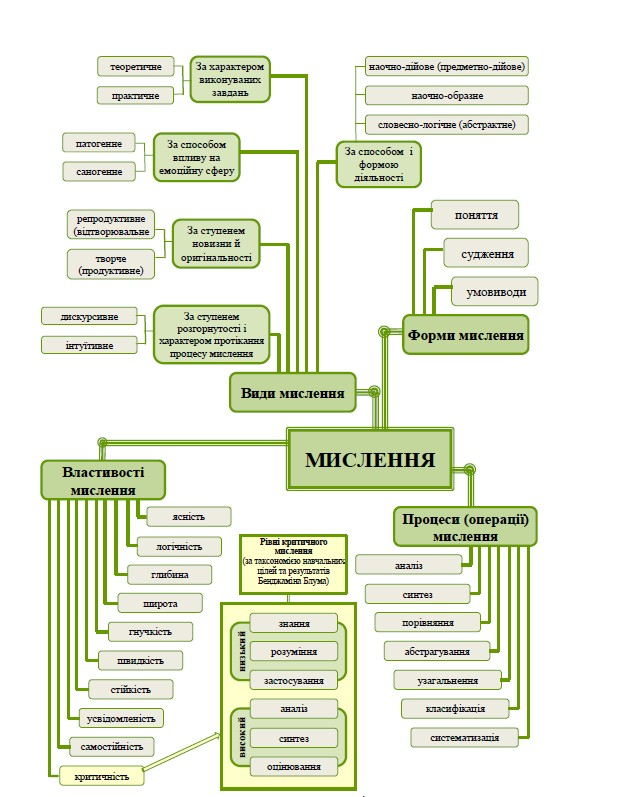 теоретичне
практичне
За характером
виконуваних
завдань
наочно-дійове (предметно-дійове)
наочно-образне
словесно-логічне (абстрактне)
За способом і
формою
діяльності
патогенне
саногенне
За способом
впливу на
емоційну сферу
репродуктивне
(відтворювальне
творче
(продуктивне)
За ступенем
новизни й
оригінальності
дискурсивне
інтуїтивне
За ступенем
розгорнутості і
характером протікання
процесу мислення
поняття
судження
умовиводи
Форми мислення
Види мислення
МИСЛЕННЯ
Властивості
мислення
ясність
логічність
глибина
широта
гнучкість
швидкість
стійкість
усвідомленість
самостійність
критичність
Рівні критичного
мислення
(за таксономією навчальних
цілей та результатів
Бенджаміна Блума)
низький
знання
розуміння
застосування
високий
аналіз
синтез
оцінювання
Процеси (операції)
мислення
аналіз
синтез
порівняння
абстрагування
узагальнення
класифікація
систематизація